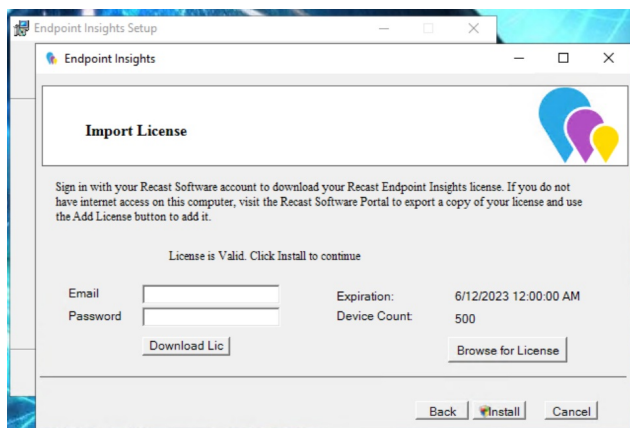 Endpoint Insights Setup
Endpoint Insights
Import License
Sign in with your Recast Software account to download your Recast Endpoint Insights license. If you do not
have internet access on this computer, visit the Recast Software Portal to export a copy of your license and use
the Add License button to add it.
License is Valid. Click Install to continue
Email
Expiration: 6/12/2023 12:00:00 AM
Password
Device Count: 500
Download Lic
Browse for License
Back Install Cancel